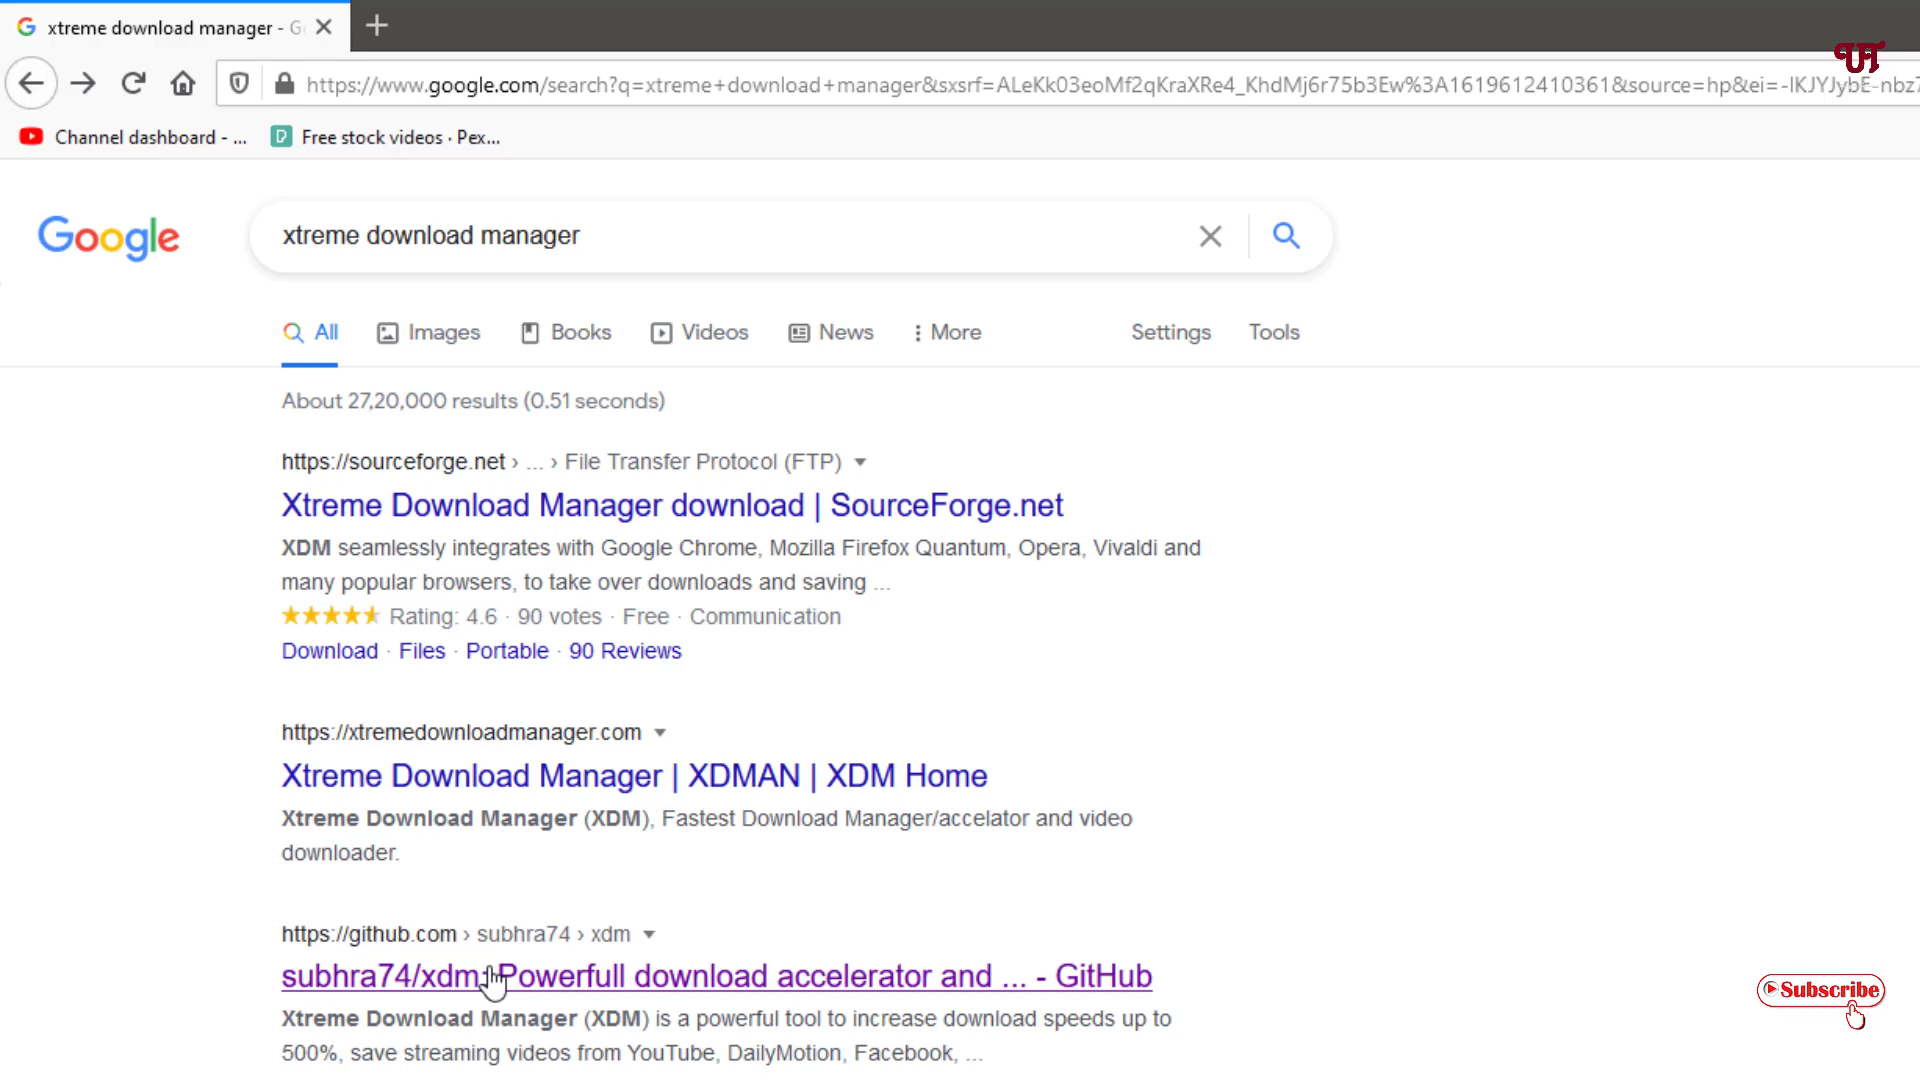 xtreme download manager - G
https://www.google.com/search?q=xtreme+download+manager&sxsrf=ALeKk03eoMf2qKraXRe4_KhdMj6r75b3Ew%3A1619612410361&source=hp&ei=-IKJYJybE-nbz7
UT
Channel dashboard - ...
Free stock videos · Pex...
Google
xtreme download manager
All Images Books Videos News More Settings Tools
About 27,20,000 results (0.51 seconds)
https://sourceforge.net › ... › File Transfer Protocol (FTP)
Xtreme Download Manager download | SourceForge.net
XDM seamlessly integrates with Google Chrome, Mozilla Firefox Quantum, Opera, Vivaldi and
many popular browsers, to take over downloads and saving ...
Rating: 4.6 · 90 votes · Free · Communication
Download · Files · Portable · 90 Reviews
https://xtremedownloadmanager.com
Xtreme Download Manager | XDMAN | XDM Home
Xtreme Download Manager (XDM), Fastest Download Manager/accelator and video
downloader.
https://github.com › subhra74 › xdm
subhra74/xdm: Powerfull download accelerator and ... - GitHub
Xtreme Download Manager (XDM) is a powerful tool to increase download speeds up to
500%, save streaming videos from YouTube, DailyMotion, Facebook, ...
Subscribe